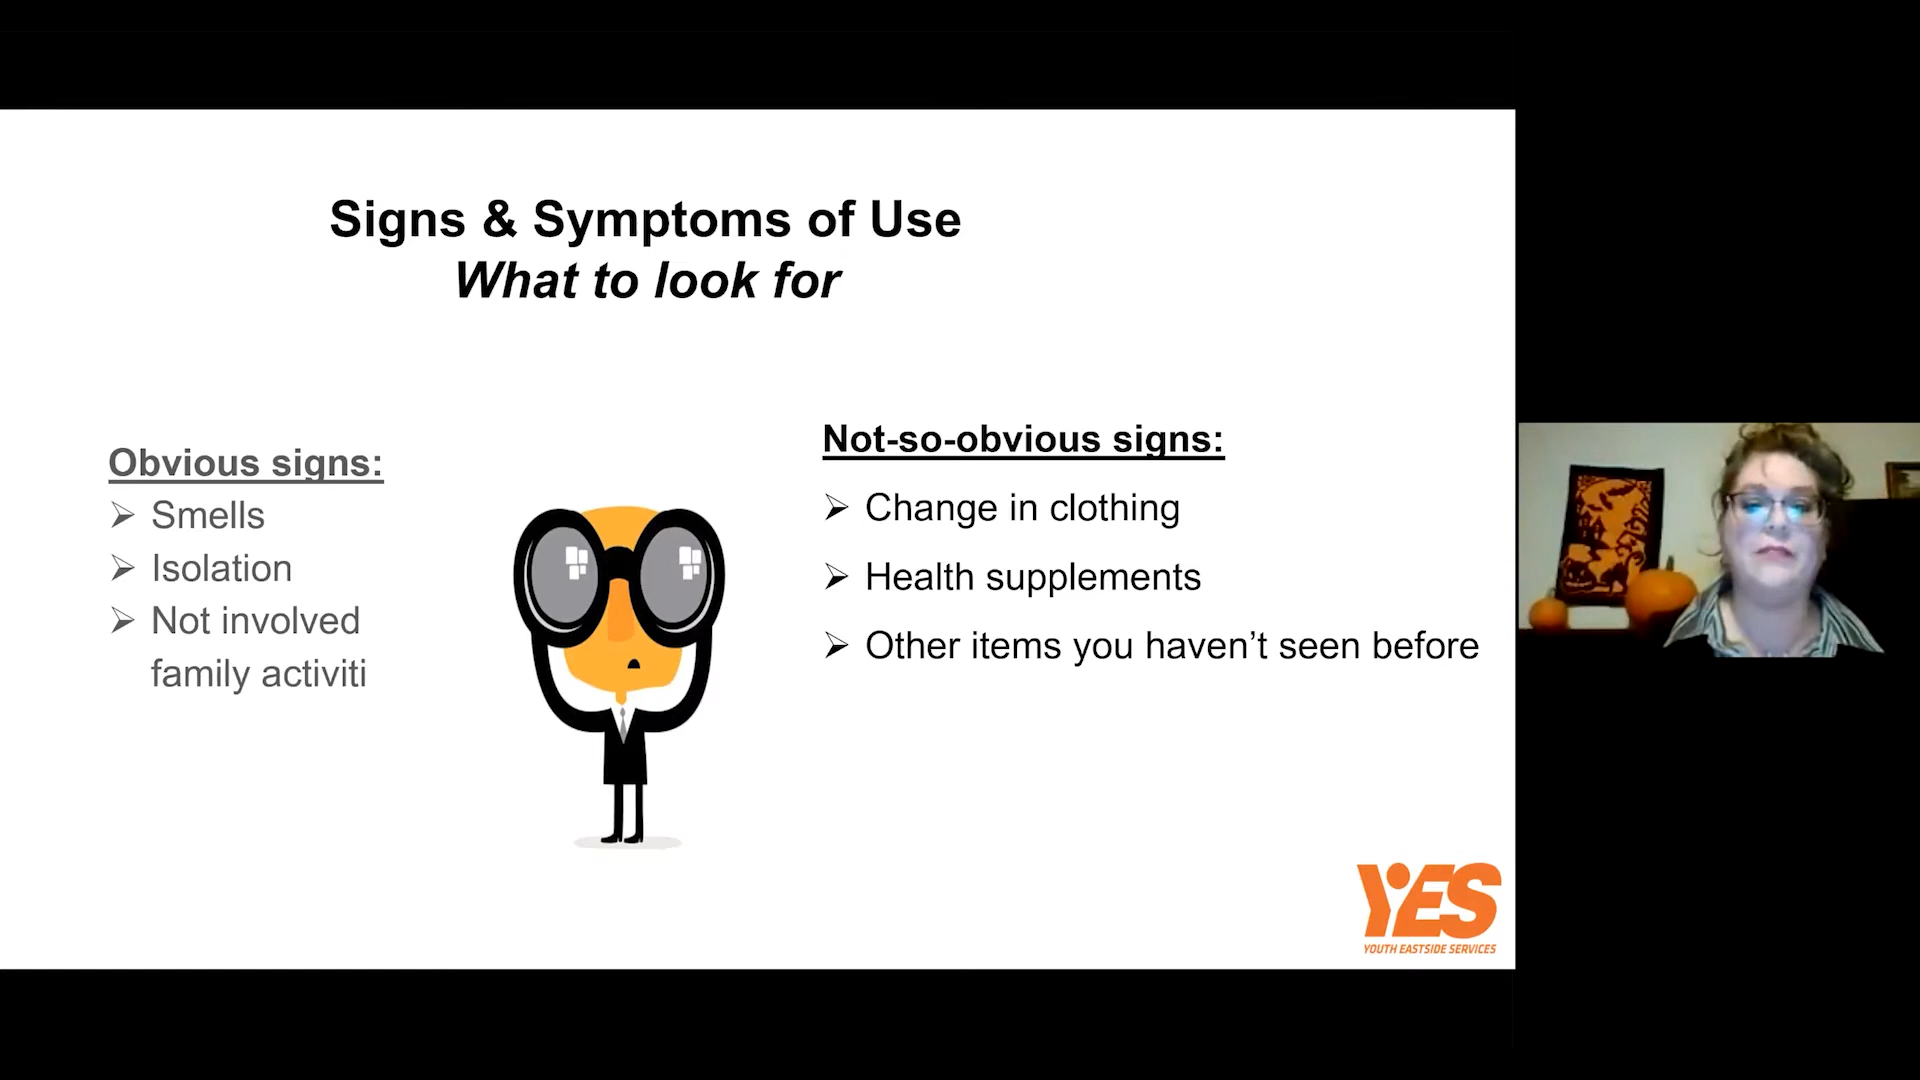 Signs & Symptoms of Use
What to look for
Obvious signs:
Smells
Isolation
Not involved
family activiti
Not-so-obvious signs:
Change in clothing
Health supplements
Other items you haven’t seen before
YES
YOUTH EASTSIDE SERVICES